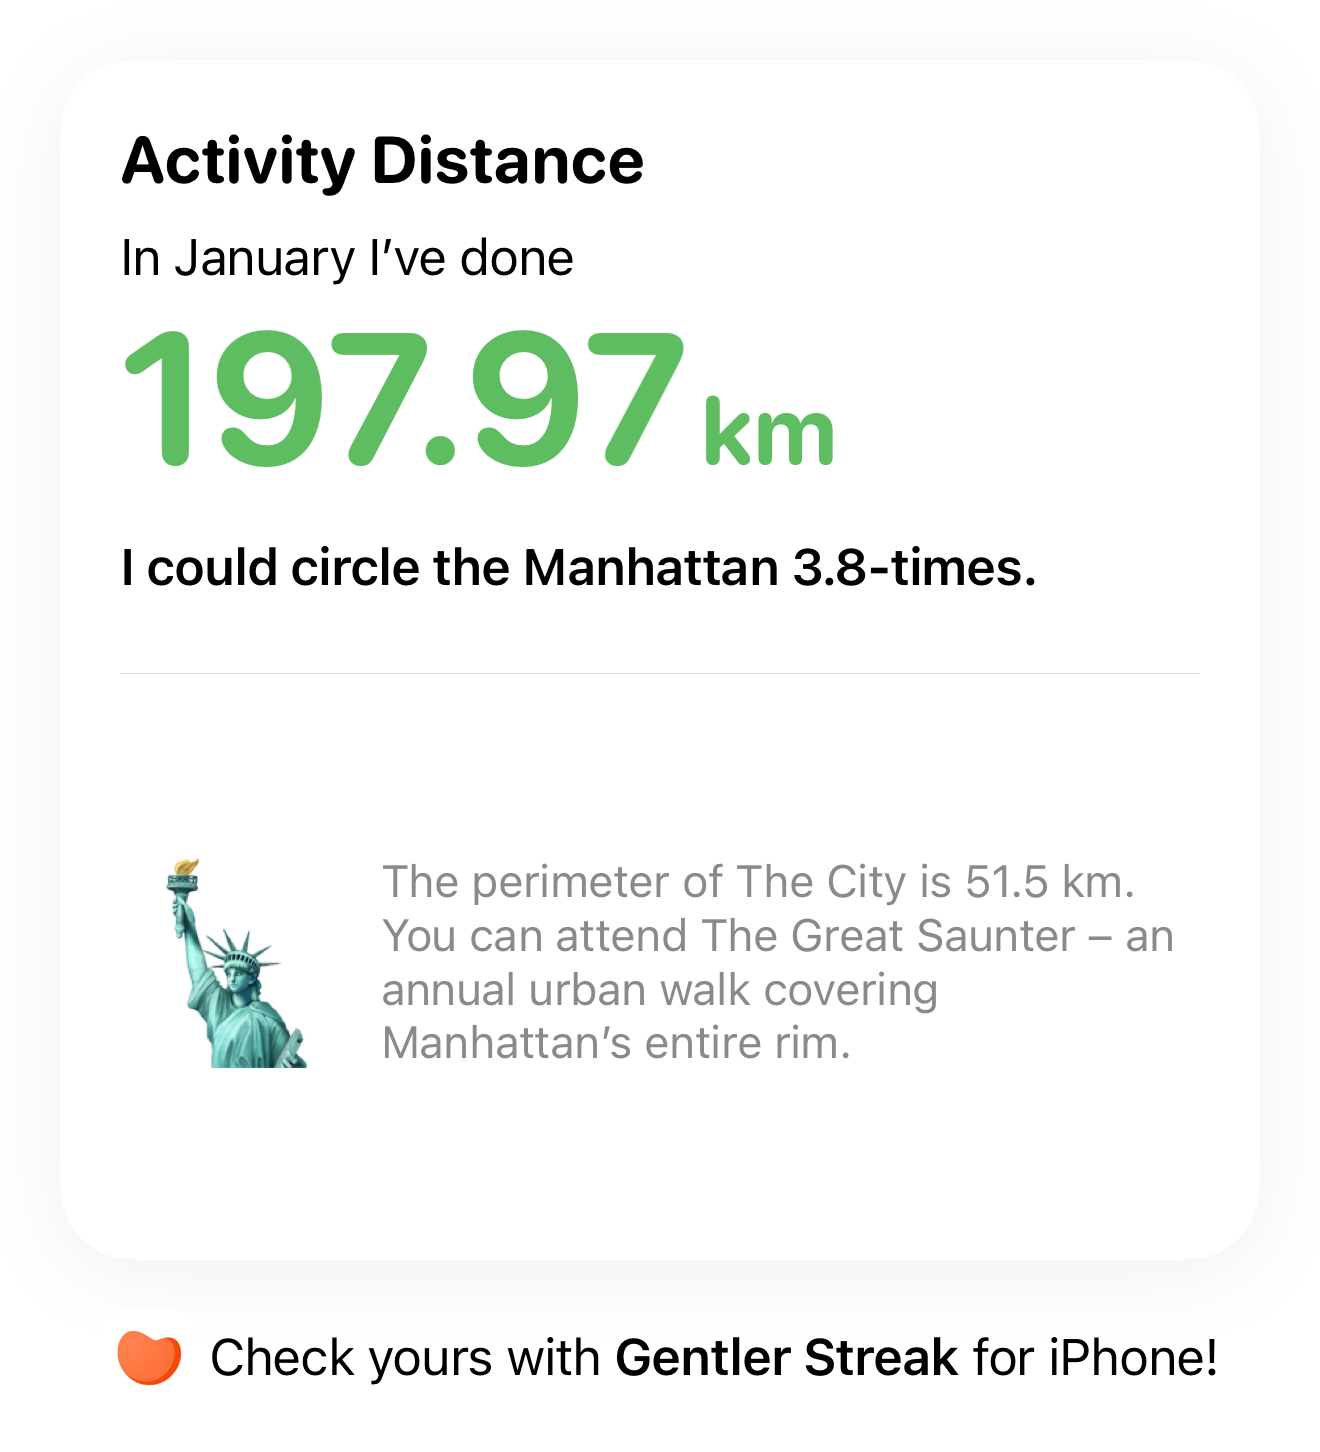 Activity Distance
In January I’ve done
197.97 km
I could circle the Manhattan 3.8-times.
The perimeter of The City is 51.5 km.
You can attend The Great Saunter – an
annual urban walk covering
Manhattan’s entire rim.
Check yours with Gentler Streak for iPhone!